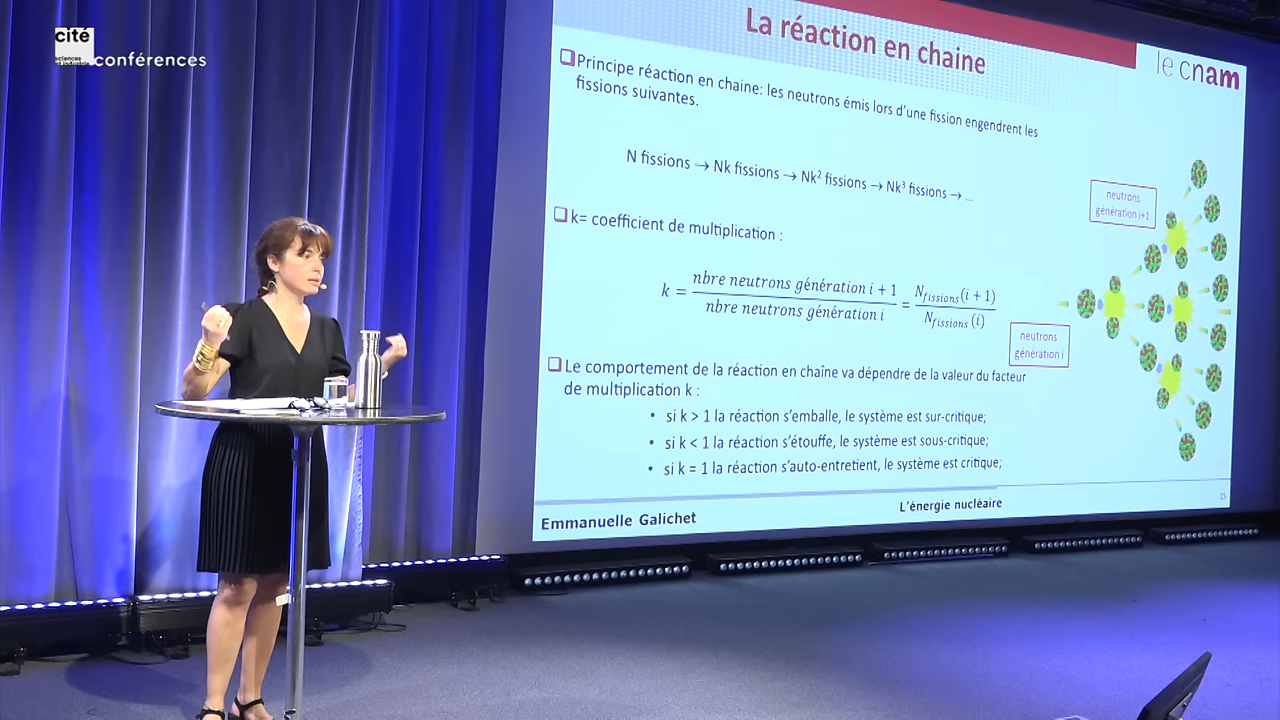 cité
sciences
et industrie
conférences
La réaction en chaine
le cnam
Principe réaction en chaine: les neutrons émis lors d'une fission engendrent les
fissions suivantes.
N fissions → Nk fissions → Nk² fissions → Nk³ fissions → ...
neutrons
génération i+1
k= coefficient de multiplication :
k = nbre neutrons génération i + 1 / nbre neutrons génération i = N_fissions(i + 1) / N_fissions (i)
neutrons
génération i
Le comportement de la réaction en chaîne va dépendre de la valeur du facteur
de multiplication k :
• si k > 1 la réaction s'emballe, le système est sur-critique;
• si k < 1 la réaction s'étouffe, le système est sous-critique;
• si k = 1 la réaction s'auto-entretient, le système est critique;
Emmanuelle Galichet
L'énergie nucléaire
15